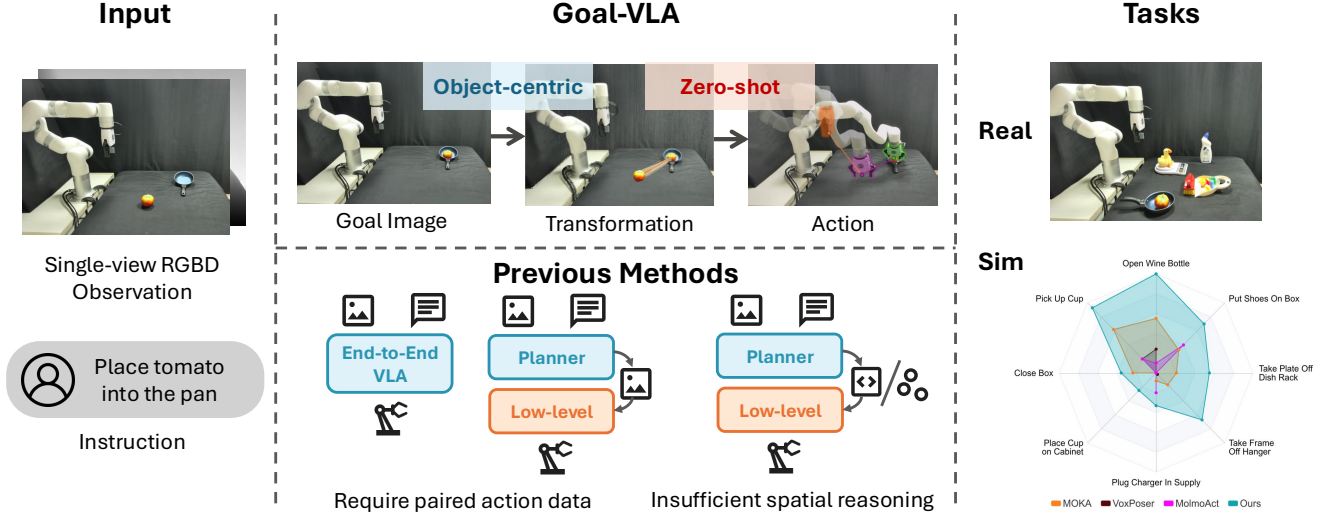 Input
Single-view RGBD
Observation
Place tomato
into the pan
Instruction
Goal-VLA
Object-centric
Zero-shot
Goal Image
Transformation
Action
Previous Methods
End-to-End
VLA
Planner
Low-level
Planner
Low-level
Require paired action data
Insufficient spatial reasoning
Tasks
Real
Sim
Open Wine Bottle
Pick Up Cup
Put Shoes On Box
Close Box
Take Plate Off
Dish Rack
Place Cup
on Cabinet
Take Frame
Off Hanger
Plug Charger In Supply
MOKA
VoxPoser
MolmoAct
Ours